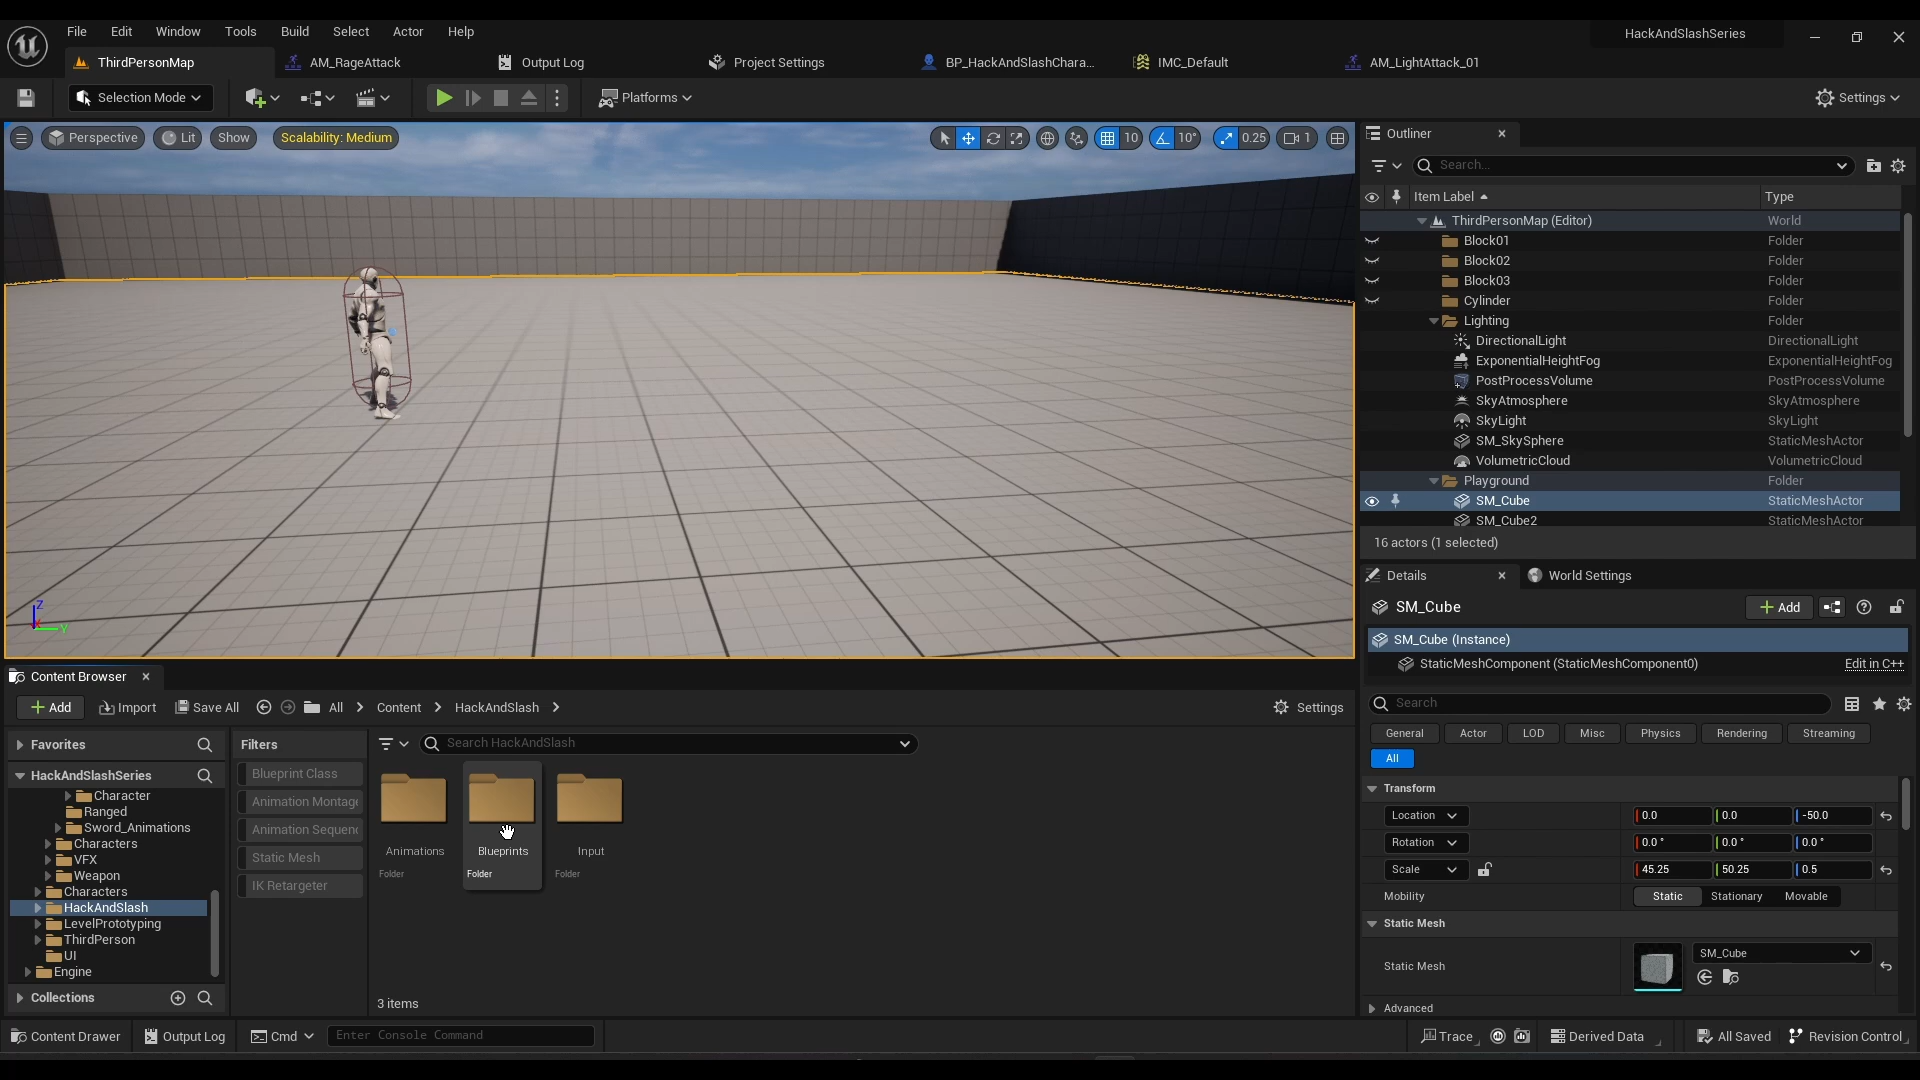 File Edit Window Tools Build Select Actor Help
HackAndSlashSeries
ThirdPersonMap
AM_RageAttack
Output Log
Project Settings
BP_HackAndSlashChara...
IMC_Default
AM_LightAttack_01
Selection Mode
Platforms
Settings
Perspective
Lit
Show
Scalability: Medium
10
10°
0.25
1
Z
Y
Outliner
Search...
Item Label
Type
ThirdPersonMap (Editor) World
Block01 Folder
Block02 Folder
Block03 Folder
Cylinder Folder
Lighting Folder
DirectionalLight DirectionalLight
ExponentialHeightFog ExponentialHeightFog
PostProcessVolume PostProcessVolume
SkyAtmosphere SkyAtmosphere
SkyLight SkyLight
SM_SkySphere StaticMeshActor
VolumetricCloud VolumetricCloud
Playground Folder
SM_Cube StaticMeshActor
SM_Cube2 StaticMeshActor
16 actors (1 selected)
Details
World Settings
SM_Cube
Add
SM_Cube (Instance)
StaticMeshComponent (StaticMeshComponent0)
Edit in C++
Search
General Actor LOD Misc Physics Rendering Streaming
All
Transform
Location 0.0 0.0 -50.0
Rotation 0.0 ° 0.0 ° 0.0 °
Scale 45.25 50.25 0.5
Mobility Static Stationary Movable
Static Mesh
Static Mesh SM_Cube
Advanced
Content Browser
Add Import Save All All Content HackAndSlash Settings
Favorites
HackAndSlashSeries
Character
Ranged
Sword_Animations
Characters
VFX
Weapon
Characters
HackAndSlash
LevelPrototyping
ThirdPerson
UI
Engine
Collections
Filters
Blueprint Class
Animation Montage
Animation Sequenc
Static Mesh
IK Retargeter
Search HackAndSlash
Animations
Folder
Blueprints
Folder
Input
Folder
3 items
Content Drawer Output Log Cmd Enter Console Command
Trace Derived Data All Saved Revision Control